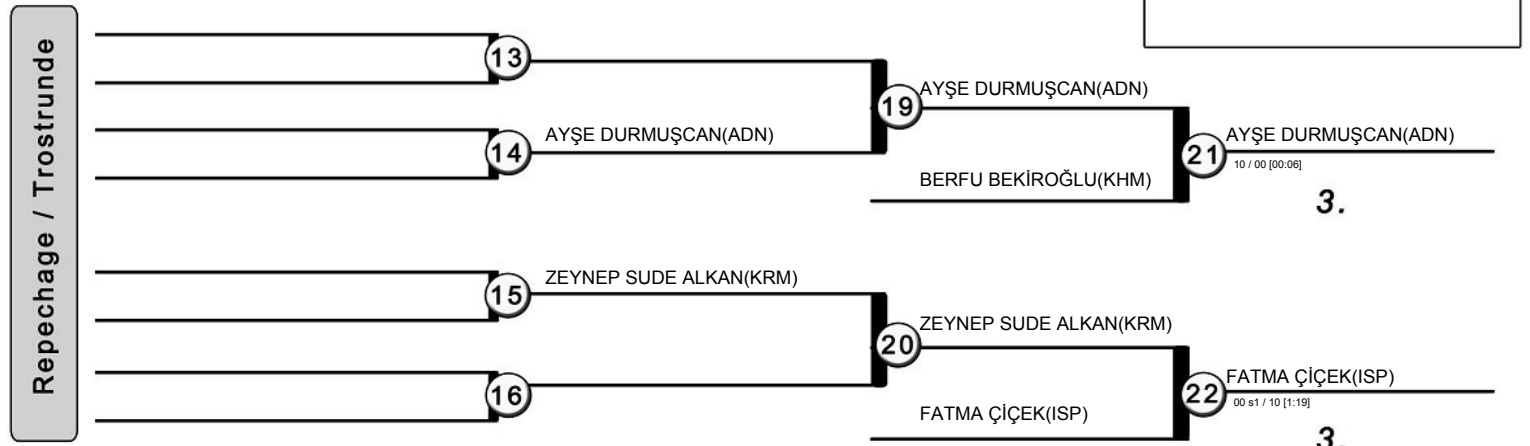 Repechage / Trostrunde
13
19
AYŞE DURMUŞCAN(ADN)
14
AYŞE DURMUŞCAN(ADN)
21
AYŞE DURMUŞCAN(ADN)
10 / 00 [00:06]
BERFU BEKİROĞLU(KHM)
3.
15
ZEYNEP SUDE ALKAN(KRM)
20
ZEYNEP SUDE ALKAN(KRM)
16
22
FATMA ÇİÇEK(ISP)
00 s1 / 10 [1:19]
FATMA ÇİÇEK(ISP)
3.